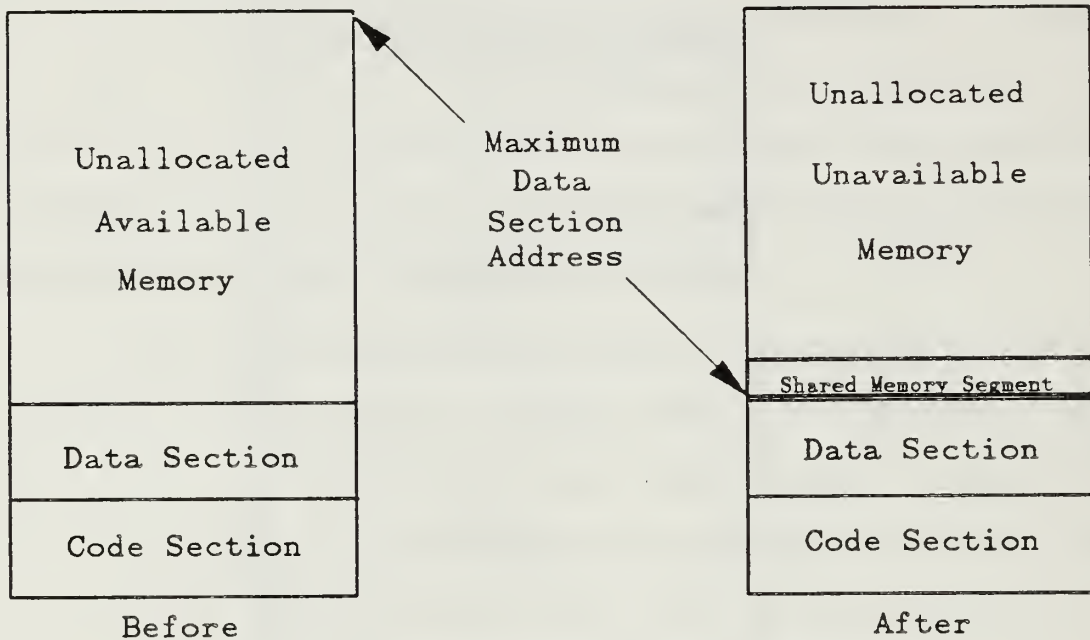 Unallocated
Available
Memory
Data Section
Code Section
Before
Maximum
Data
Section
Address
Unallocated
Unavailable
Memory
Shared Memory Segment
Data Section
Code Section
After